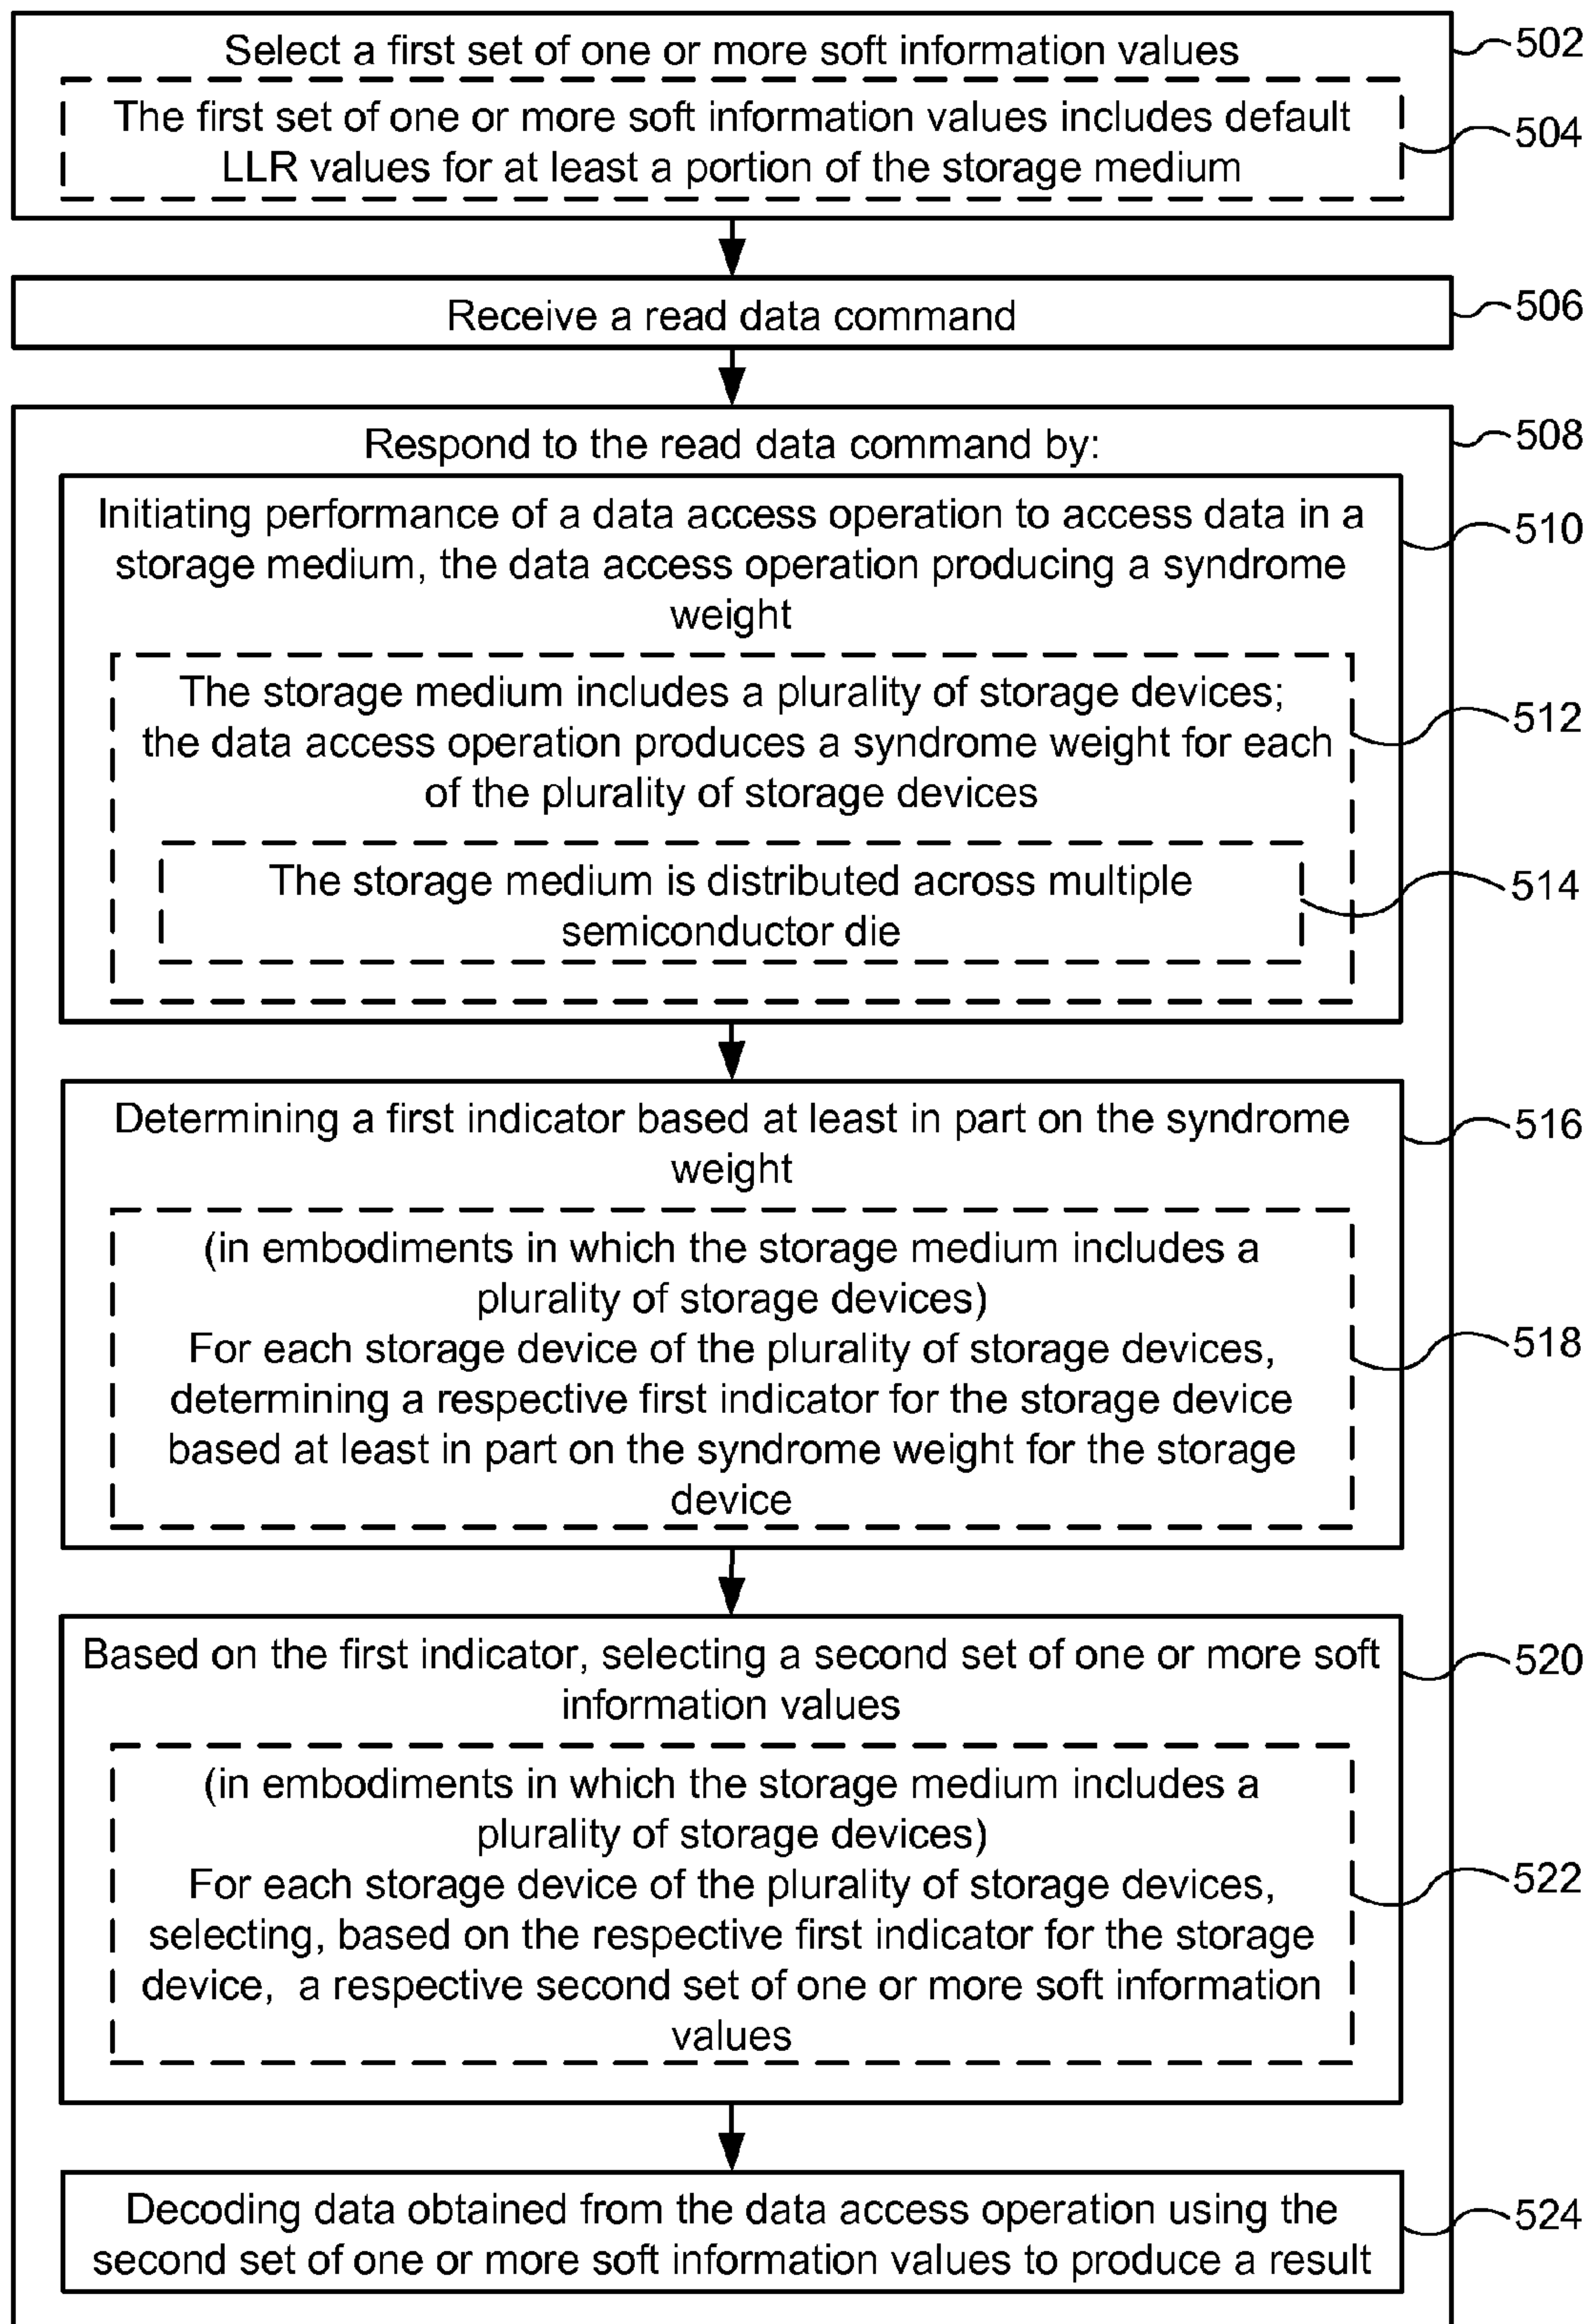 Select a first set of one or more soft information values
502
The first set of one or more soft information values includes default
LLR values for at least a portion of the storage medium
504
Receive a read data command
506
Respond to the read data command by:
508
Initiating performance of a data access operation to access data in a
storage medium, the data access operation producing a syndrome
weight
510
The storage medium includes a plurality of storage devices;
the data access operation produces a syndrome weight for each
of the plurality of storage devices
512
The storage medium is distributed across multiple
semiconductor die
514
Determining a first indicator based at least in part on the syndrome
weight
516
(in embodiments in which the storage medium includes a
plurality of storage devices)
For each storage device of the plurality of storage devices,
determining a respective first indicator for the storage device
based at least in part on the syndrome weight for the storage
device
518
Based on the first indicator, selecting a second set of one or more soft
information values
520
(in embodiments in which the storage medium includes a
plurality of storage devices)
For each storage device of the plurality of storage devices,
selecting, based on the respective first indicator for the storage
device, a respective second set of one or more soft information
values
522
Decoding data obtained from the data access operation using the
second set of one or more soft information values to produce a result
524